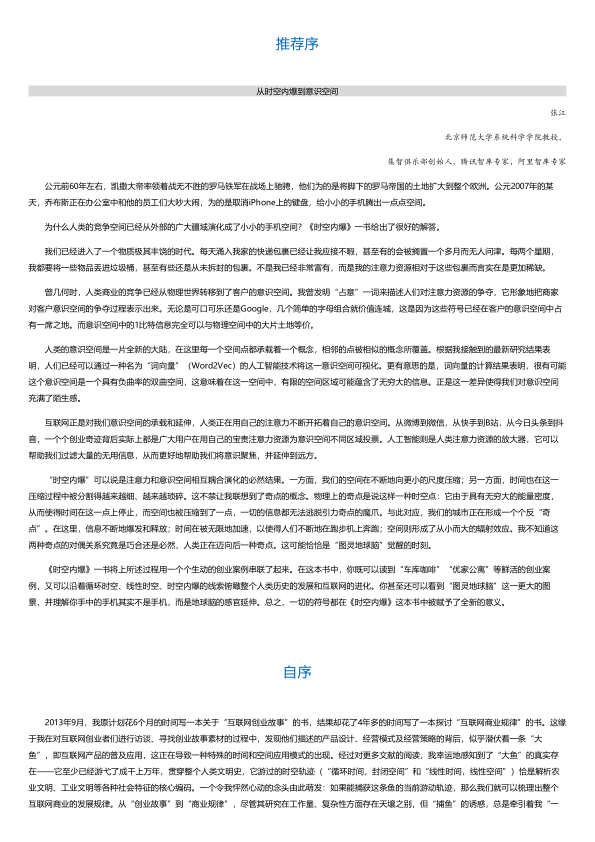 推荐序
从时空内爆到意识空间
张江
北京师范大学系统科学学院教授，
集智俱乐部创始人，腾讯智库专家，阿里智库专家
公元前60年左右，凯撒大帝率领着战无不胜的罗马铁军在战场上驰骋，他们为的是将脚下的罗马帝国的土地扩大到整个欧洲。公元2007年的某
天，乔布斯正在办公室中和他的员工们大吵大闹，为的是取消iPhone上的键盘，给小小的手机腾出一点点空间。
为什么人类的竞争空间已经从外部的广大疆域演化成了小小的手机空间？《时空内爆》一书给出了很好的解答。
我们已经进入了一个物质极其丰饶的时代。每天涌入我家的快递包裹已经让我应接不暇，甚至有的会被搁置一个多月而无人问津。每两个星期，
我都要将一些物品丢进垃圾桶，甚至有些还是从未拆封的包裹。不是我已经非常富有，而是我的注意力资源相对于这些包裹而言实在是更加稀缺。
曾几何时，人类商业的竞争已经从物理世界转移到了客户的意识空间。我曾发明“占意”一词来描述人们对注意力资源的争夺，它形象地把商家
对客户意识空间的争夺过程表示出来。无论是可口可乐还是Google，几个简单的字母组合就价值连城，这是因为这些符号已经在客户的意识空间中占
有一席之地。而意识空间中的1比特信息完全可以与物理空间中的大片土地等价。
人类的意识空间是一片全新的大陆，在这里每一个空间点都承载着一个概念，相邻的点被相似的概念所覆盖。根据我接触到的最新研究结果表
明，人们已经可以通过一种名为“词向量”（Word2Vec）的人工智能技术将这一意识空间可视化。更有意思的是，词向量的计算结果表明，很有可能
这个意识空间是一个具有负曲率的双曲空间，这意味着在这一空间中，有限的空间区域可能蕴含了无穷大的信息。正是这一差异使得我们对意识空间
充满了陌生感。
互联网正是对我们意识空间的承载和延伸，人类正在用自己的注意力不断开拓着自己的意识空间。从微博到微信，从快手到B站，从今日头条到抖
音，一个个创业奇迹背后实际上都是广大用户在用自己的宝贵注意力资源为意识空间不同区域投票。人工智能则是人类注意力资源的放大器，它可以
帮助我们过滤大量的无用信息，从而更好地帮助我们将意识聚焦，并延伸到远方。
“时空内爆”可以说是注意力和意识空间相互耦合演化的必然结果。一方面，我们的空间在不断地向更小的尺度压缩；另一方面，时间也在这一
压缩过程中被分割得越来越细、越来越琐碎。这不禁让我联想到了奇点的概念。物理上的奇点是说这样一种时空点：它由于具有无穷大的能量密度，
从而使得时间在这一点上停止，而空间也被压缩到了一点，一切的信息都无法逃脱引力奇点的魔爪。与此对应，我们的城市正在形成一个个反“奇
点”。在这里，信息不断地爆发和释放；时间在被无限地加速，以使得人们不断地在跑步机上奔跑；空间则形成了从小而大的辐射效应。我不知道这
两种奇点的对偶关系究竟是巧合还是必然，人类正在迈向后一种奇点。这可能恰恰是“图灵地球脑”觉醒的时刻。
《时空内爆》一书将上所述过程用一个个生动的创业案例串联了起来。在这本书中，你既可以读到“车库咖啡”“优家公寓”等鲜活的创业案
例，又可以沿着循环时空、线性时空、时空内爆的线索俯瞰整个人类历史的发展和互联网的进化。你甚至还可以看到“图灵地球脑”这一更大的图
景，并理解你手中的手机其实不是手机，而是地球脑的感官延伸。总之，一切的符号都在《时空内爆》这本书中被赋予了全新的意义。
自序
2013年9月，我原计划花6个月的时间写一本关于“互联网创业故事”的书，结果却花了4年多的时间写了一本探讨“互联网商业规律”的书。这缘
于我在对互联网创业者们进行访谈、寻找创业故事素材的过程中，发现他们描述的产品设计、经营模式及经营策略的背后，似乎潜伏着一条“大
鱼”，即互联网产品的普及应用，这正在导致一种特殊的时间和空间应用模式的出现。经过对更多文献的阅读，我幸运地感知到了“大鱼”的真实存
在——它至少已经游弋了成千上万年，贯穿整个人类文明史，它游过的时空轨迹（“循环时间，封闭空间”和“线性时间，线性空间”）恰是解析农
业文明、工业文明等各种社会特征的核心编码。一个令我怦然心动的念头由此萌发：如果能捕获这条鱼的当前游动轨迹，那么我们就可以梳理出整个
互联网商业的发展规律。从“创业故事”到“商业规律”，尽管其研究在工作量、复杂性方面存在天壤之别，但“捕鱼”的诱惑，总是牵引着我“一